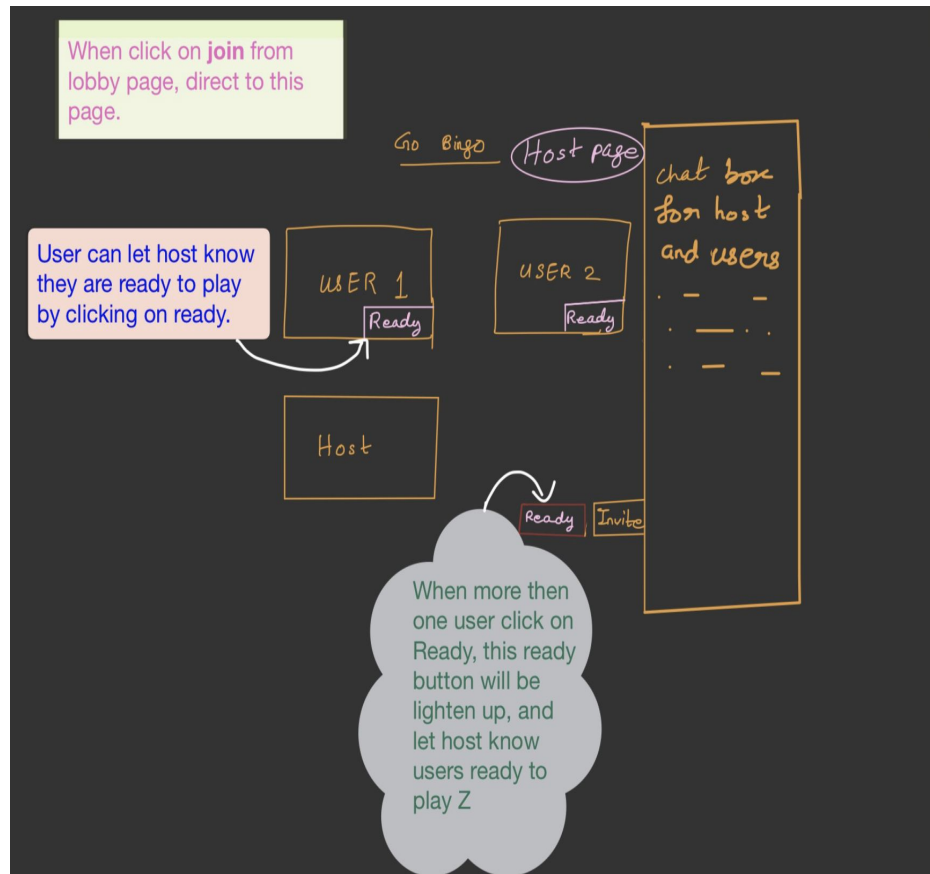 When click on join from
lobby page, direct to this
page.
Go Bingo
Host page
chat box
for host
and users
User can let host know
they are ready to play
by clicking on ready.
USER 1
Ready
USER 2
Ready
Host
Ready
Invite
When more then
one user click on
Ready, this ready
button will be
lighten up, and
let host know
users ready to
play Z